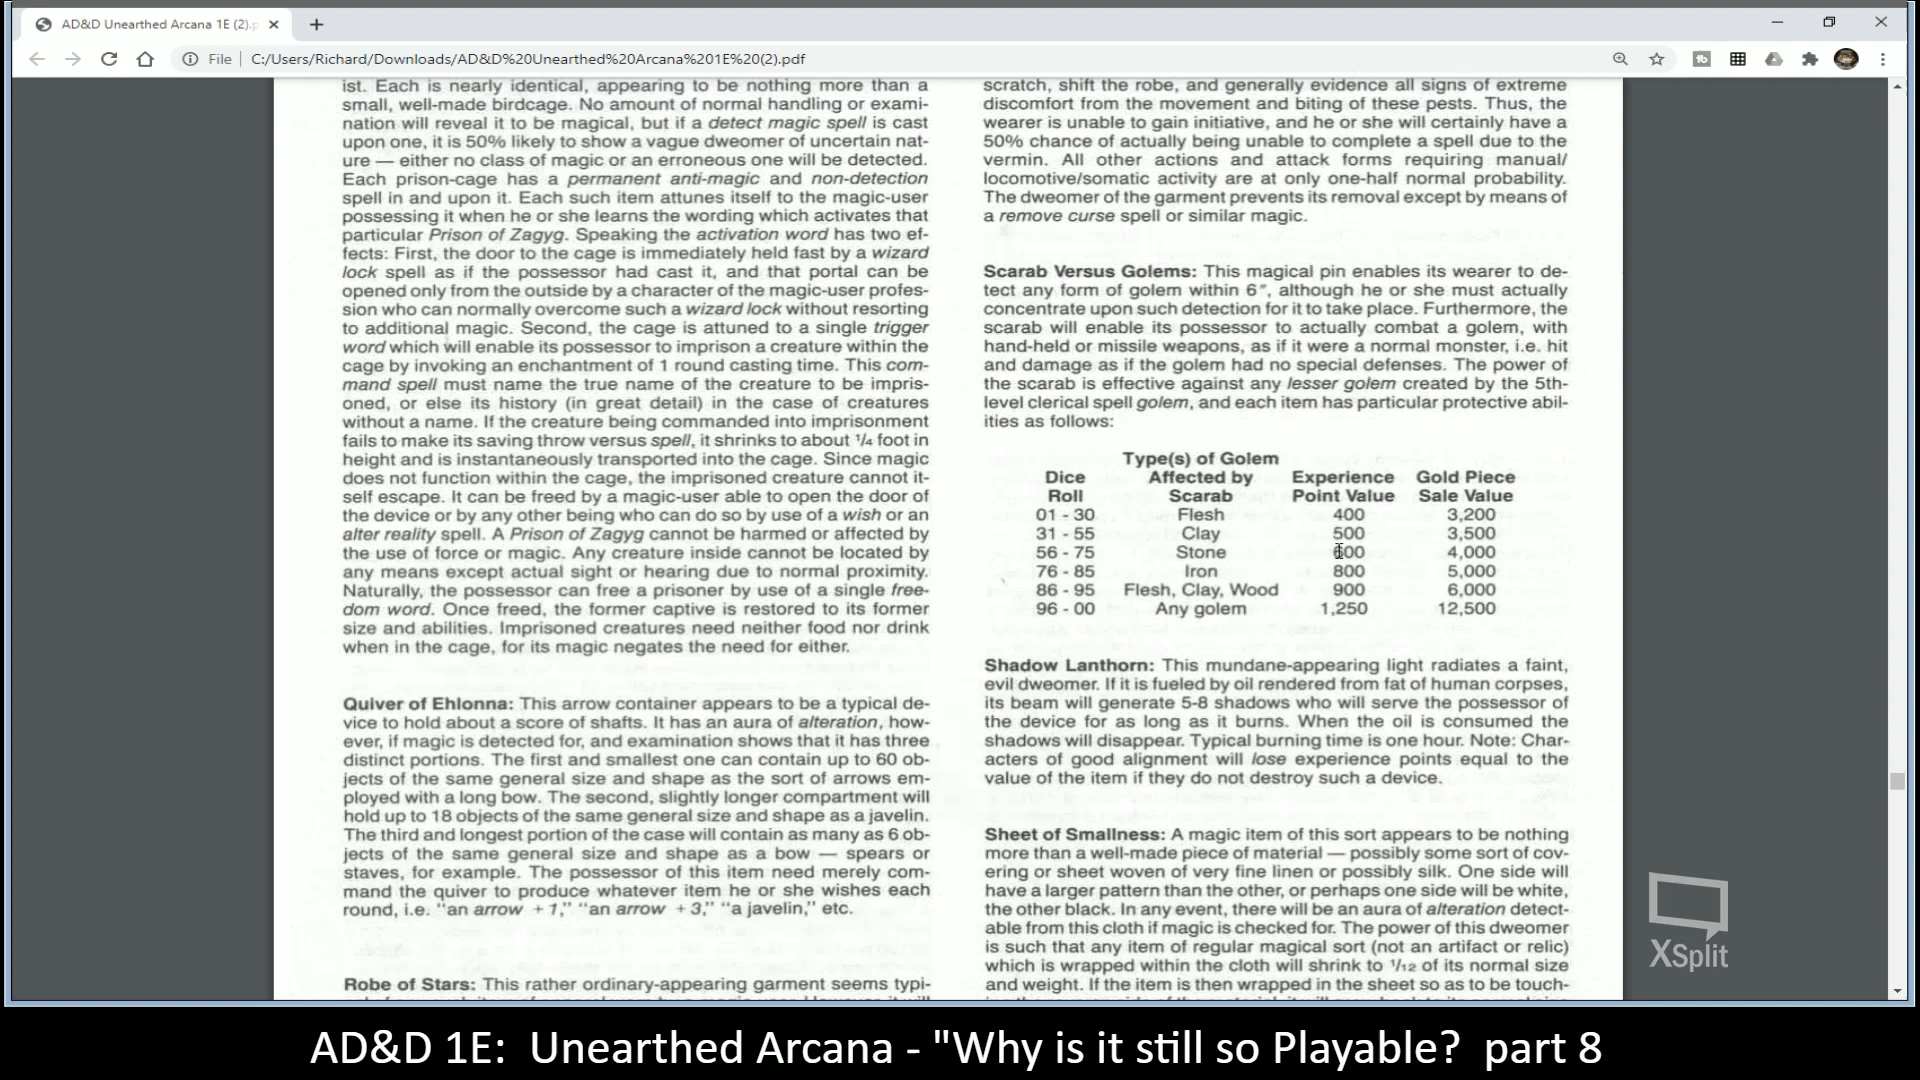 AD&D Unearthed Arcana 1E (2).p
File
C:/Users/Richard/Downloads/AD&D%20Unearthed%20Arcana%201E%20(2).pdf
ist. Each is nearly identical, appearing to be nothing more than a
small, well-made birdcage. No amount of normal handling or exami-
nation will reveal it to be magical, but if a detect magic spell is cast
upon one, it is 50% likely to show a vague dweomer of uncertain nat-
ure — either no class of magic or an erroneous one will be detected.
Each prison-cage has a permanent anti-magic and non-detection
spell in and upon it. Each such item attunes itself to the magic-user
possessing it when he or she learns the wording which activates that
particular Prison of Zagyg. Speaking the activation word has two ef-
fects: First, the door to the cage is immediately held fast by a wizard
lock spell as if the possessor had cast it, and that portal can be
opened only from the outside by a character of the magic-user profes-
sion who can normally overcome such a wizard lock without resorting
to additional magic. Second, the cage is attuned to a single trigger
word which will enable its possessor to imprison a creature within the
cage by invoking an enchantment of 1 round casting time. This com-
mand spell must name the true name of the creature to be impris-
oned, or else its history (in great detail) in the case of creatures
without a name. If the creature being commanded into imprisonment
fails to make its saving throw versus spell, it shrinks to about 1/4 foot in
height and is instantaneously transported into the cage. Since magic
does not function within the cage, the imprisoned creature cannot it-
self escape. It can be freed by a magic-user able to open the door of
the device or by any other being who can do so by use of a wish or an
alter reality spell. A Prison of Zagyg cannot be harmed or affected by
the use of force or magic. Any creature inside cannot be located by
any means except actual sight or hearing due to normal proximity.
Naturally, the possessor can free a prisoner by use of a single free-
dom word. Once freed, the former captive is restored to its former
size and abilities. Imprisoned creatures need neither food nor drink
when in the cage, for its magic negates the need for either.
Quiver of Ehlonna: This arrow container appears to be a typical de-
vice to hold about a score of shafts. It has an aura of alteration, how-
ever, if magic is detected for, and examination shows that it has three
distinct portions. The first and smallest one can contain up to 60 ob-
jects of the same general size and shape as the sort of arrows em-
ployed with a long bow. The second, slightly longer compartment will
hold up to 18 objects of the same general size and shape as a javelin.
The third and longest portion of the case will contain as many as 6 ob-
jects of the same general size and shape as a bow — spears or
staves, for example. The possessor of this item need merely com-
mand the quiver to produce whatever item he or she wishes each
round, i.e. "an arrow +1," "an arrow +3," "a javelin," etc.
Robe of Stars: This rather ordinary-appearing garment seems typi-
scratch, shift the robe, and generally evidence all signs of extreme
discomfort from the movement and biting of these pests. Thus, the
wearer is unable to gain initiative, and he or she will certainly have a
50% chance of actually being unable to complete a spell due to the
vermin. All other actions and attack forms requiring manual/
locomotive/somatic activity are at only one-half normal probability.
The dweomer of the garment prevents its removal except by means of
a remove curse spell or similar magic.
Scarab Versus Golems: This magical pin enables its wearer to de-
tect any form of golem within 6", although he or she must actually
concentrate upon such detection for it to take place. Furthermore, the
scarab will enable its possessor to actually combat a golem, with
hand-held or missile weapons, as if it were a normal monster, i.e. hit
and damage as if the golem had no special defenses. The power of
the scarab is effective against any lesser golem created by the 5th-
level clerical spell golem, and each item has particular protective abil-
ities as follows:
Type(s) of Golem
Dice Affected by Experience Gold Piece
Roll Scarab Point Value Sale Value
01 - 30 Flesh 400 3,200
31 - 55 Clay 500 3,500
56 - 75 Stone 600 4,000
76 - 85 Iron 800 5,000
86 - 95 Flesh, Clay, Wood 900 6,000
96 - 00 Any golem 1,250 12,500
Shadow Lanthorn: This mundane-appearing light radiates a faint,
evil dweomer. If it is fueled by oil rendered from fat of human corpses,
its beam will generate 5-8 shadows who will serve the possessor of
the device for as long as it burns. When the oil is consumed the
shadows will disappear. Typical burning time is one hour. Note: Char-
acters of good alignment will lose experience points equal to the
value of the item if they do not destroy such a device.
Sheet of Smallness: A magic item of this sort appears to be nothing
more than a well-made piece of material — possibly some sort of cov-
ering or sheet woven of very fine linen or possibly silk. One side will
have a larger pattern than the other, or perhaps one side will be white,
the other black. In any event, there will be an aura of alteration detect-
able from this cloth if magic is checked for. The power of this dweomer
is such that any item of regular magical sort (not an artifact or relic)
which is wrapped within the cloth will shrink to 1/12 of its normal size
and weight. If the item is then wrapped in the sheet so as to be touch-
XSplit
AD&D 1E: Unearthed Arcana - "Why is it still so Playable? part 8